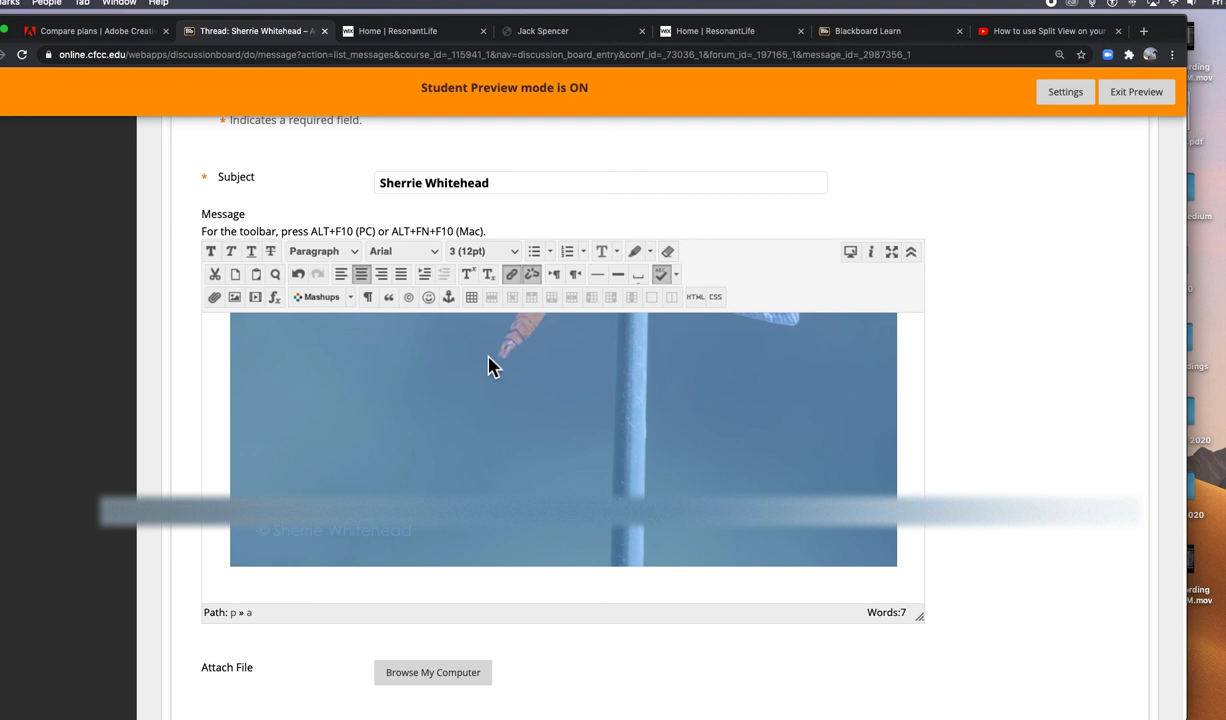 People Tab Window Help
Compare plans | Adobe Creati
Thread: Sherrie Whitehead – A
Home | ResonantLife
Jack Spencer
Home | ResonantLife
Blackboard Learn
How to use Split View on your
online.cfcc.edu/webapps/discussionboard/do/message?action=list_messages&course_id=_115941_1&nav=discussion_board_entry&conf_id=_73036_1&forum_id=_197165_1&message_id=_2987356_1
Student Preview mode is ON
Settings
Exit Preview
* Indicates a required field.
* Subject
Sherrie Whitehead
Message
For the toolbar, press ALT+F10 (PC) or ALT+FN+F10 (Mac).
Paragraph
Arial
3 (12pt)
Mashups
HTML CSS
© Sherrie Whitehead
Path: p » a
Words:7
Attach File
Browse My Computer